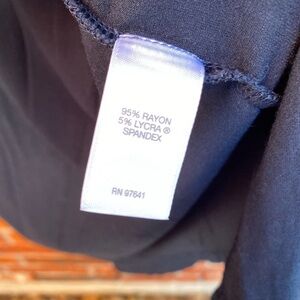 95% RAYON
5% LYCRA ®
SPANDEX
RN 97641